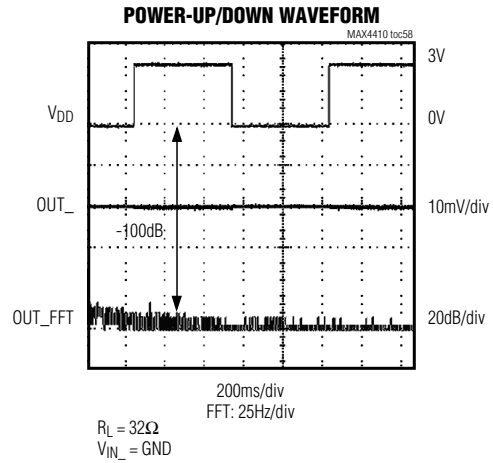 POWER-UP/DOWN WAVEFORM
MAX4410 toc58
3V
V_DD
0V
OUT_
10mV/div
-100dB
OUT_FFT
20dB/div
200ms/div
FFT: 25Hz/div
R_L = 32Ω
V_IN_ = GND